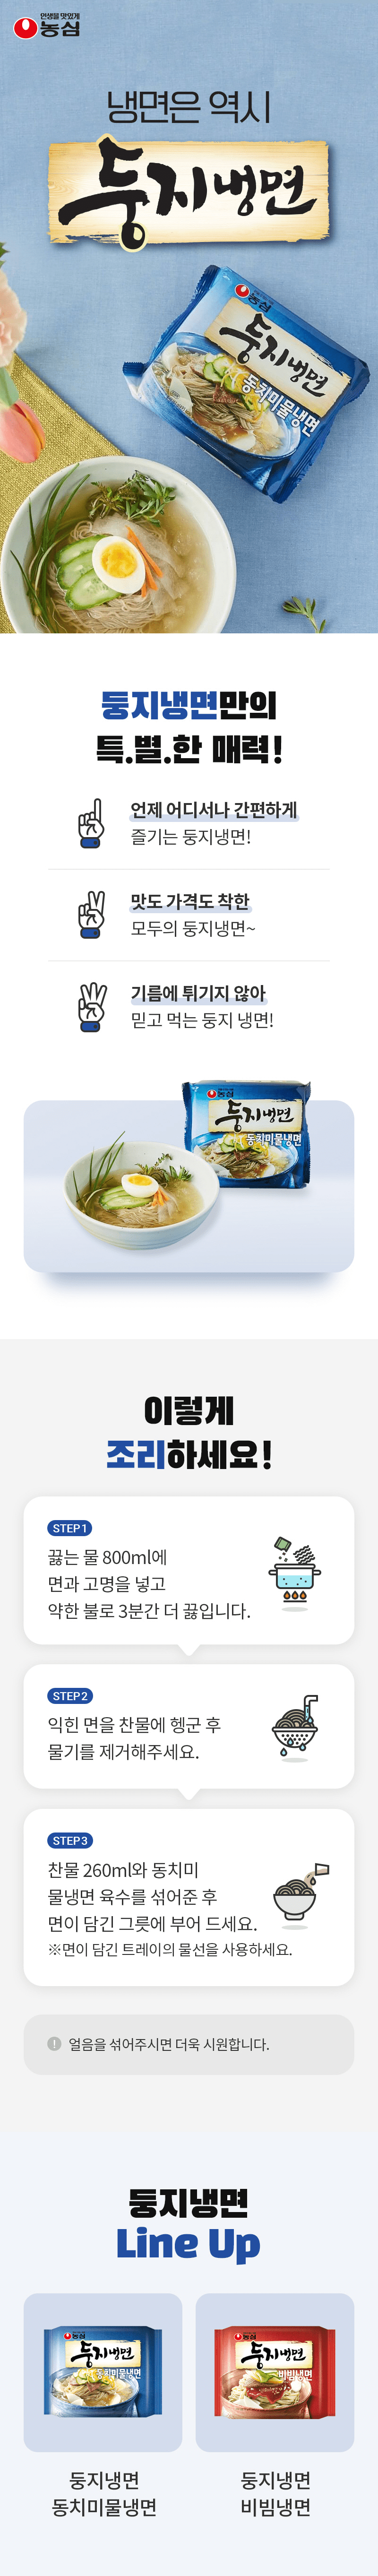 인생을 맛있게
농심
냉면은 역시
둥지냉면
농심
둥지냉면
동치미물냉면
둥지냉면만의
특.별.한 매력!
언제 어디서나 간편하게
즐기는 둥지냉면!
맛도 가격도 착한
모두의 둥지냉면~
기름에 튀기지 않아
믿고 먹는 둥지 냉면!
농심
둥지냉면
동치미물냉면
이렇게
조리하세요!
STEP1
끓는 물 800ml에
면과 고명을 넣고
약한 불로 3분간 더 끓입니다.
STEP2
익힌 면을 찬물에 헹군 후
물기를 제거해주세요.
STEP3
찬물 260ml와 동치미
물냉면 육수를 섞어준 후
면이 담긴 그릇에 부어 드세요.
※면이 담긴 트레이의 물선을 사용하세요.
! 얼음을 섞어주시면 더욱 시원합니다.
둥지냉면
Line Up
농심
둥지냉면
동치미물냉면
농심
둥지냉면
비빔냉면
둥지냉면
동치미물냉면
둥지냉면
비빔냉면